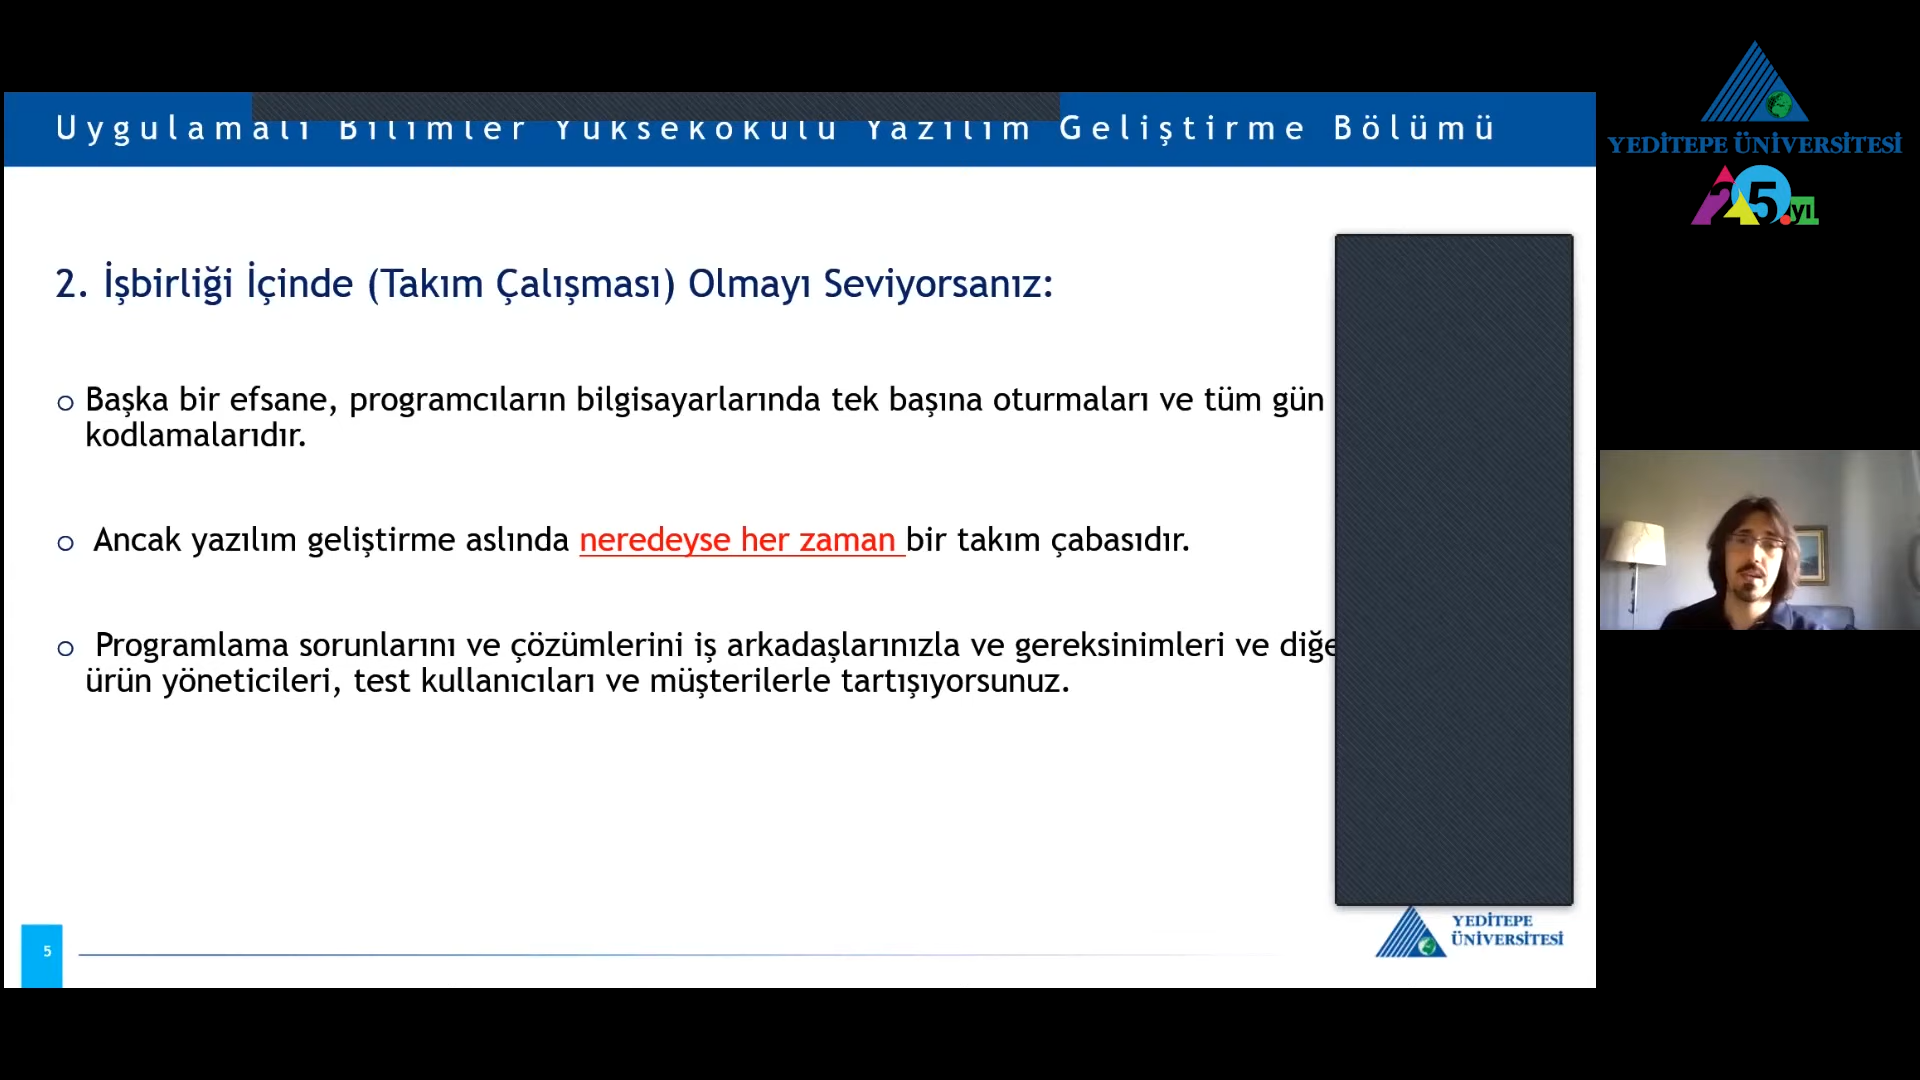 Uygulamalı Bilimler Yüksekokulu Yazılım Geliştirme Bölümü
YEDİTEPE ÜNİVERSİTESİ
25.yıl
2. İşbirliği İçinde (Takım Çalışması) Olmayı Seviyorsanız:
o Başka bir efsane, programcıların bilgisayarlarında tek başına oturmaları ve tüm gün
kodlamalarıdır.
o Ancak yazılım geliştirme aslında neredeyse her zaman bir takım çabasıdır.
o Programlama sorunlarını ve çözümlerini iş arkadaşlarınızla ve gereksinimleri ve
ürün yöneticileri, test kullanıcıları ve müşterilerle tartışıyorsunuz.
5
YEDİTEPE
ÜNİVERSİTESİ